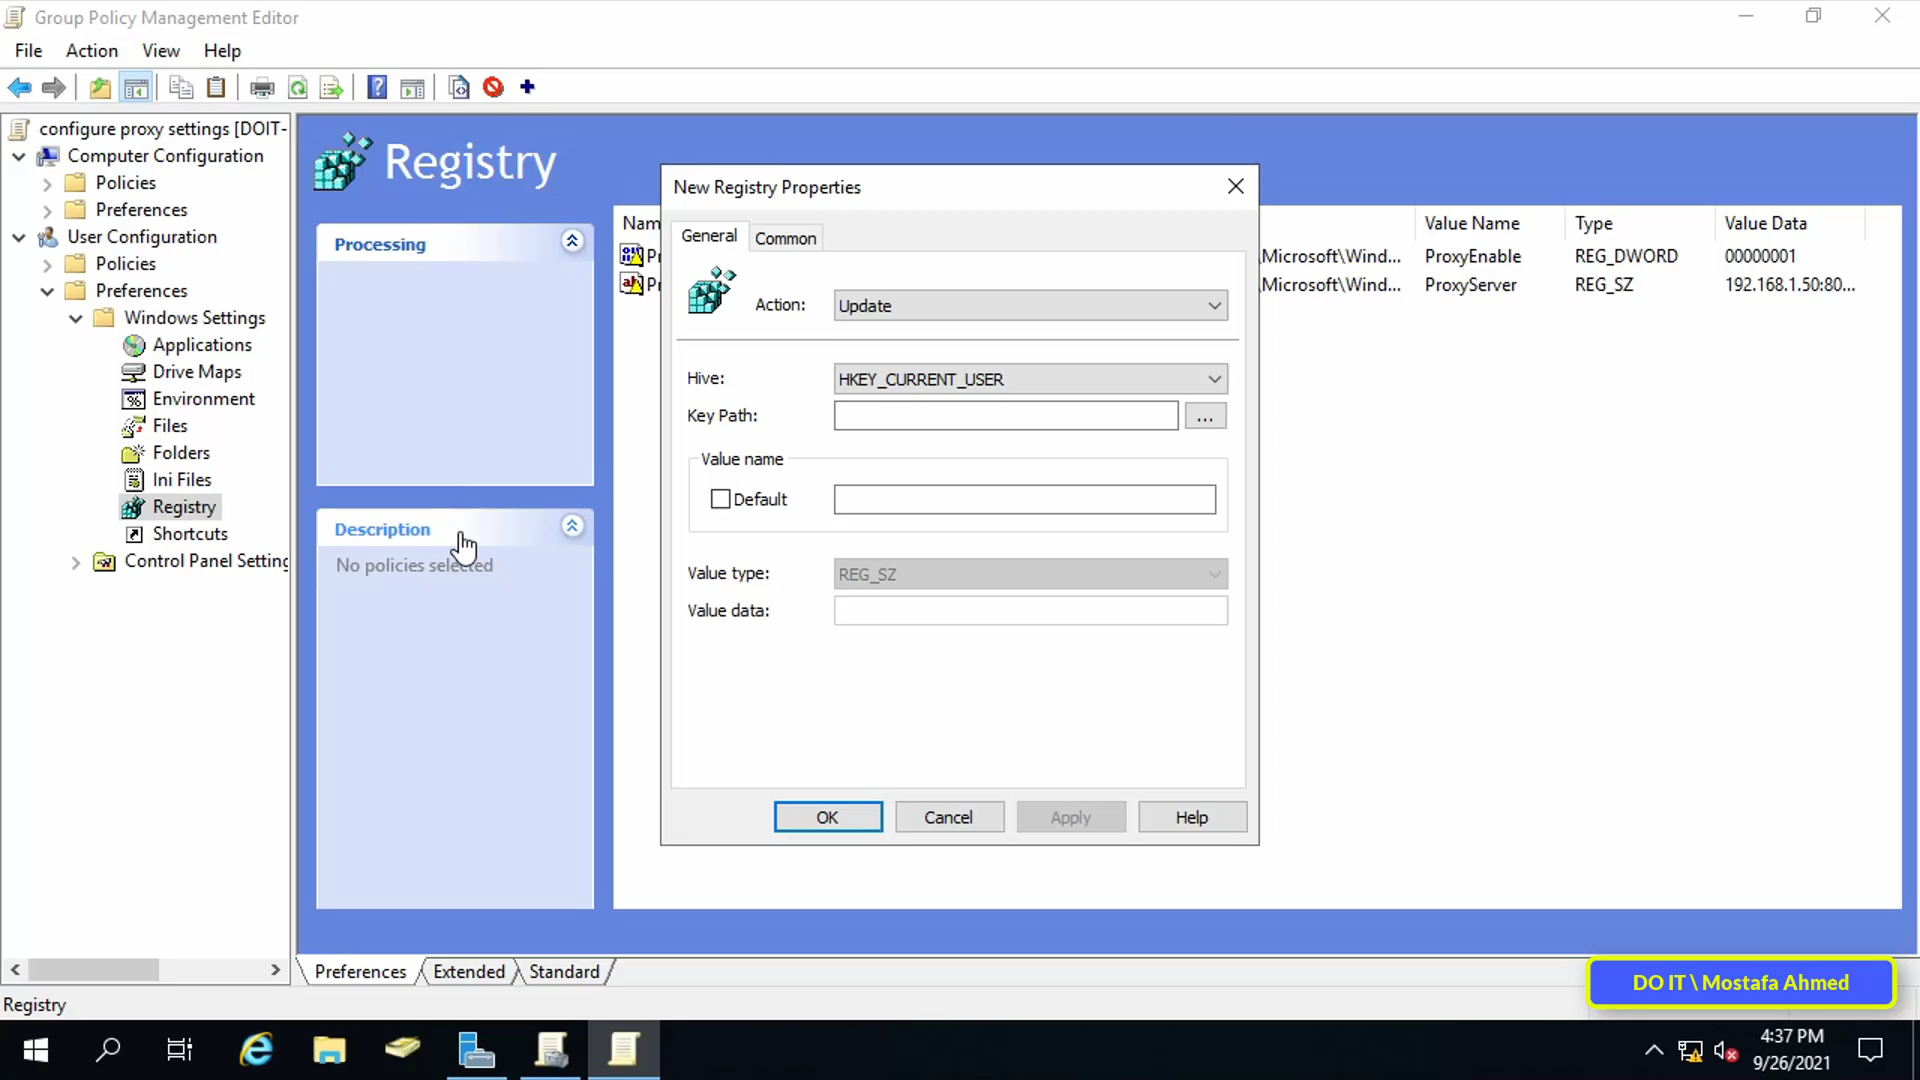 Group Policy Management Editor
File Action View Help
configure proxy settings [DOIT-
Computer Configuration
Policies
Preferences
User Configuration
Policies
Preferences
Windows Settings
Applications
Drive Maps
Environment
Files
Folders
Ini Files
Registry
Shortcuts
Control Panel Setting
Registry
Processing
Description
No policies selected
Nam Value Name Type Value Data
Pr \Microsoft\Wind... ProxyEnable REG_DWORD 00000001
Pr \Microsoft\Wind... ProxyServer REG_SZ 192.168.1.50:80...
New Registry Properties
General Common
Action: Update
Hive: HKEY_CURRENT_USER
Key Path: ...
Value name
Default
Value type: REG_SZ
Value data:
OK Cancel Apply Help
Preferences Extended Standard
Registry
DO IT \ Mostafa Ahmed
4:37 PM
9/26/2021